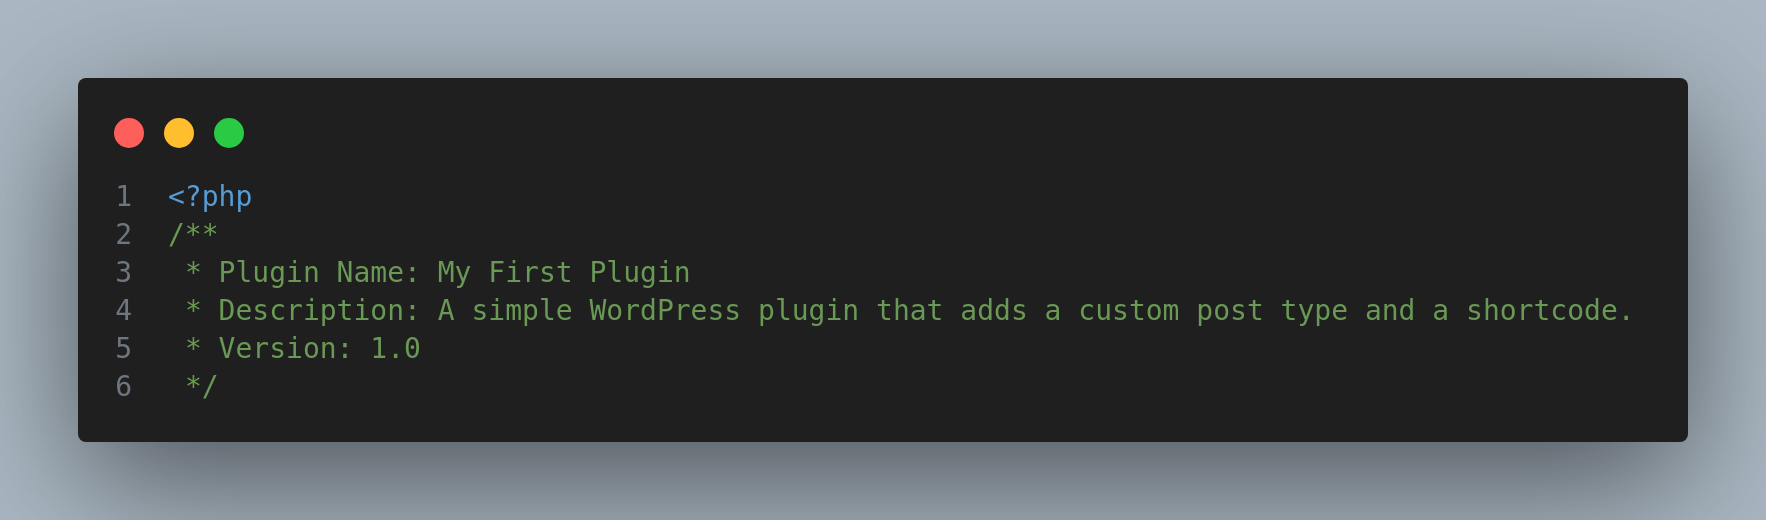 1 <?php
2 /**
3  * Plugin Name: My First Plugin
4  * Description: A simple WordPress plugin that adds a custom post type and a shortcode.
5  * Version: 1.0
6  */